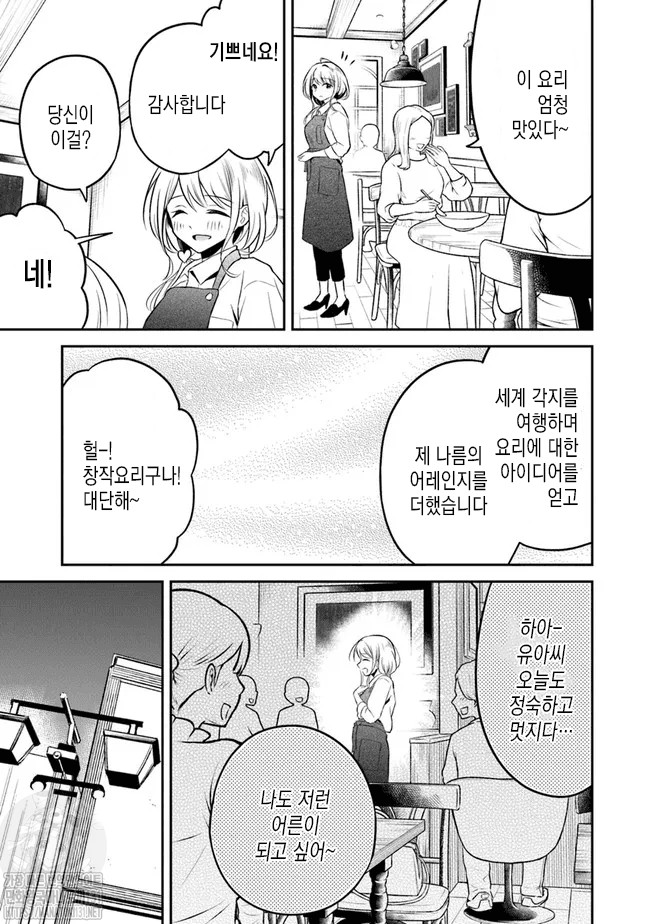 이 요리
엄청
맛있다~
기쁘네요!
감사합니다
당신이
이걸?
네!
세계 각지를
여행하며
요리에 대한
아이디어를
얻고
제 나름의
어레인지를
더했습니다
헐-!
창작요리구나!
대단해~
하아-
유아씨
오늘도
정숙하고
멋지다…
나도 저런
어른이
되고 싶어~